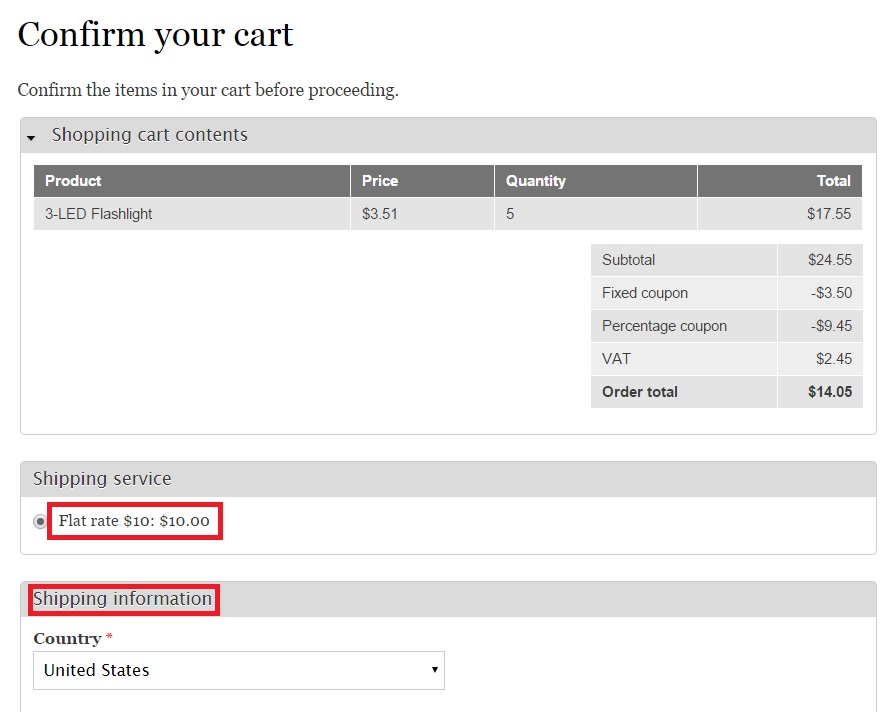 Confirm your cart
Confirm the items in your cart before proceeding.
Shopping cart contents
Product Price Quantity Total
3-LED Flashlight $3.51 5 $17.55
Subtotal $24.55
Fixed coupon -$3.50
Percentage coupon -$9.45
VAT $2.45
Order total $14.05
Shipping service
Flat rate $10: $10.00
Shipping information
Country *
United States